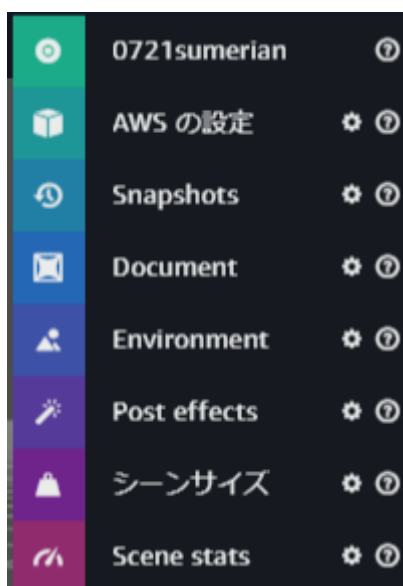 0721sumerian
AWS の設定
Snapshots
Document
Environment
Post effects
シーンサイズ
Scene stats